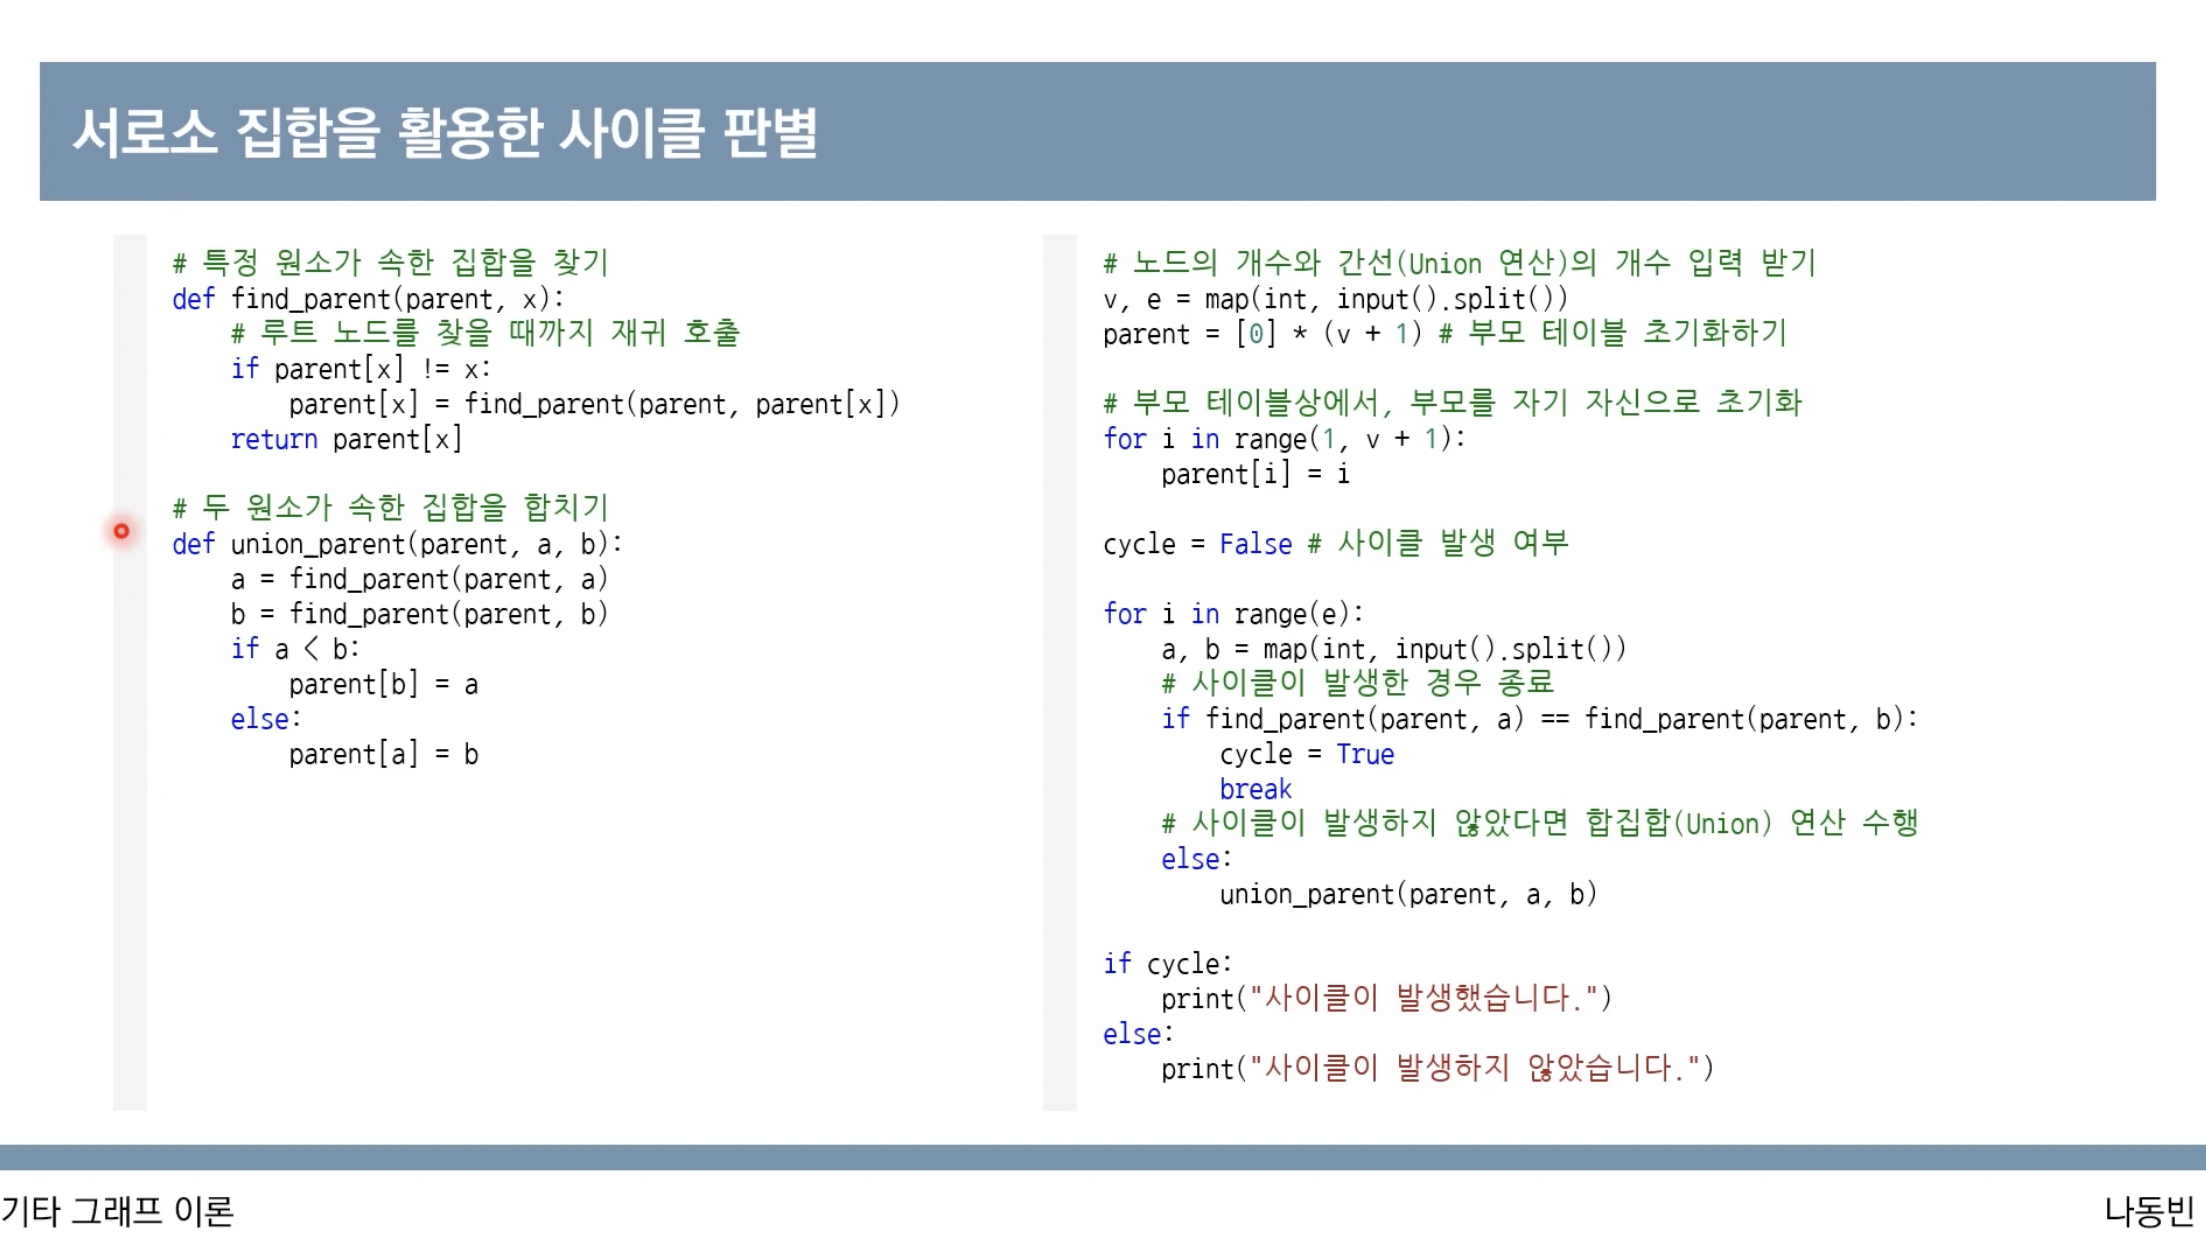 서로소 집합을 활용한 사이클 판별
# 특정 원소가 속한 집합을 찾기
def find_parent(parent, x):
    # 루트 노드를 찾을 때까지 재귀 호출
    if parent[x] != x:
        parent[x] = find_parent(parent, parent[x])
    return parent[x]

# 두 원소가 속한 집합을 합치기
def union_parent(parent, a, b):
    a = find_parent(parent, a)
    b = find_parent(parent, b)
    if a < b:
        parent[b] = a
    else:
        parent[a] = b

# 노드의 개수와 간선(Union 연산)의 개수 입력 받기
v, e = map(int, input().split())
parent = [0] * (v + 1) # 부모 테이블 초기화하기

# 부모 테이블상에서, 부모를 자기 자신으로 초기화
for i in range(1, v + 1):
    parent[i] = i

cycle = False # 사이클 발생 여부

for i in range(e):
    a, b = map(int, input().split())
    # 사이클이 발생한 경우 종료
    if find_parent(parent, a) == find_parent(parent, b):
        cycle = True
        break
    # 사이클이 발생하지 않았다면 합집합(Union) 연산 수행
    else:
        union_parent(parent, a, b)

if cycle:
    print("사이클이 발생했습니다.")
else:
    print("사이클이 발생하지 않았습니다.")
기타 그래프 이론
나동빈